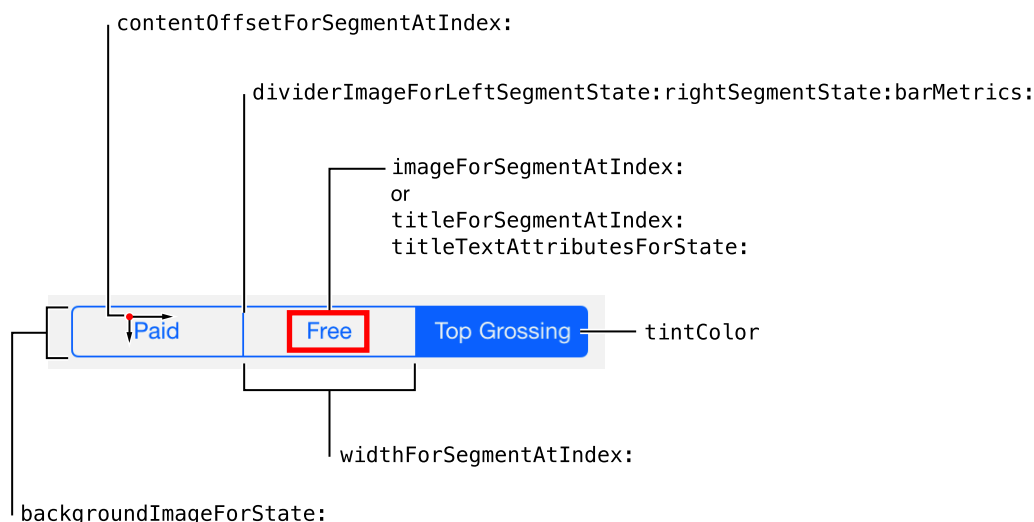 contentOffsetForSegmentAtIndex:
dividerImageForLeftSegmentState:rightSegmentState:barMetrics:
imageForSegmentAtIndex:
or
titleForSegmentAtIndex:
titleTextAttributesForState:
Paid Free Top Grossing tintColor
widthForSegmentAtIndex:
backgroundImageForState: